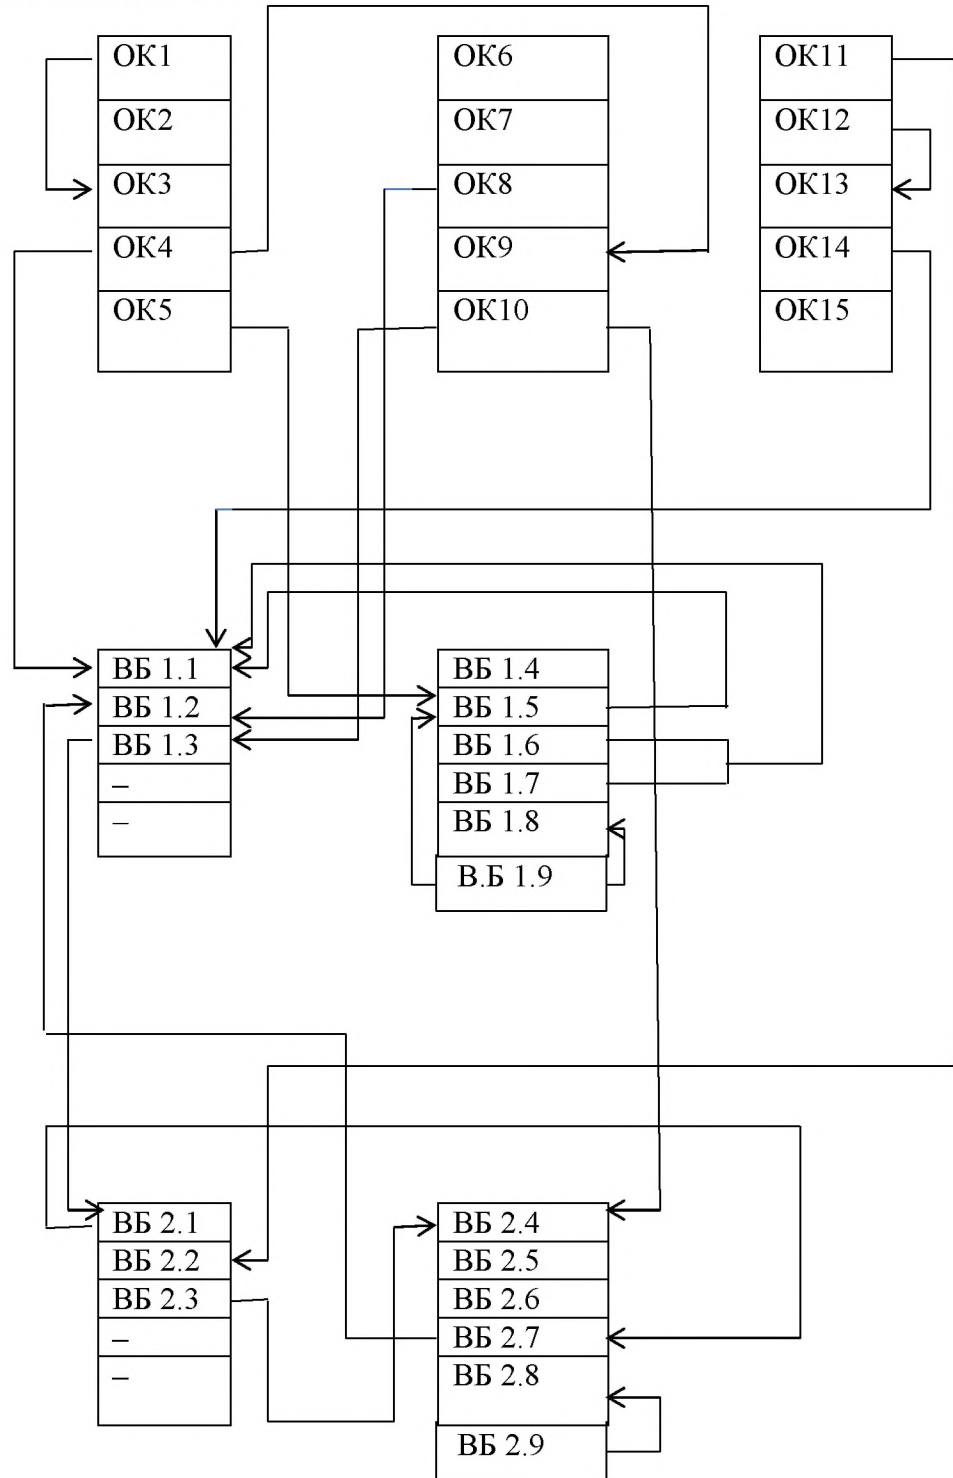 ОК1
ОК2
ОК3
ОК4
ОК5
ОК6
ОК7
ОК8
ОК9
ОК10
ОК11
ОК12
ОК13
ОК14
ОК15
ВБ 1.1
ВБ 1.2
ВБ 1.3
–
–
ВБ 1.4
ВБ 1.5
ВБ 1.6
ВБ 1.7
ВБ 1.8
В.Б 1.9
ВБ 2.1
ВБ 2.2
ВБ 2.3
–
–
ВБ 2.4
ВБ 2.5
ВБ 2.6
ВБ 2.7
ВБ 2.8
ВБ 2.9